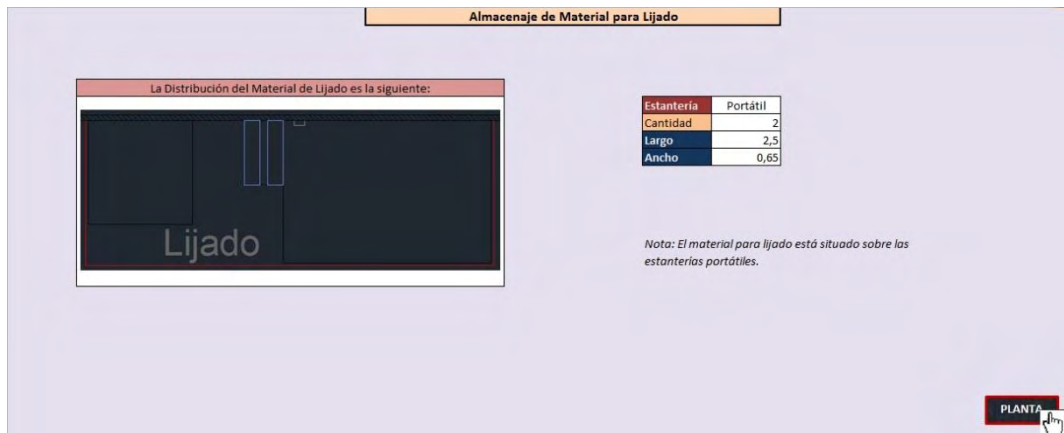 Almacenaje de Material para Lijado
La Distribución del Material de Lijado es la siguiente:
Lijado
Estantería Portátil
Cantidad 2
Largo 2,5
Ancho 0,65
Nota: El material para lijado está situado sobre las
estanterías portátiles.
PLANTA